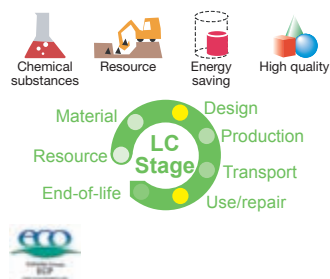 Chemical
substances
Resource
Energy
saving
High quality
Material
Resource
End-of-life
LC
Stage
Design
Production
Transport
Use/repair
eco